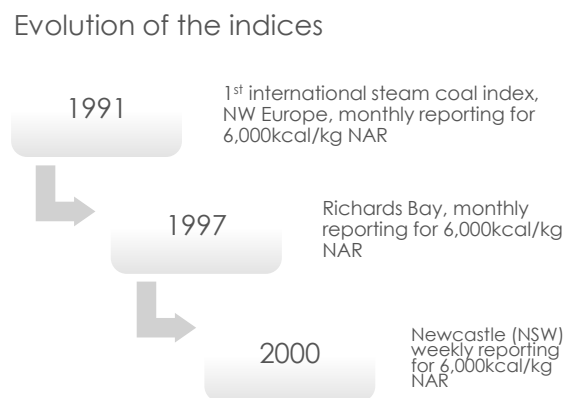 Evolution of the indices
1991
1st international steam coal index,
NW Europe, monthly reporting for
6,000kcal/kg NAR
1997
Richards Bay, monthly
reporting for 6,000kcal/kg
NAR
2000
Newcastle (NSW)
weekly reporting
for 6,000kcal/kg
NAR